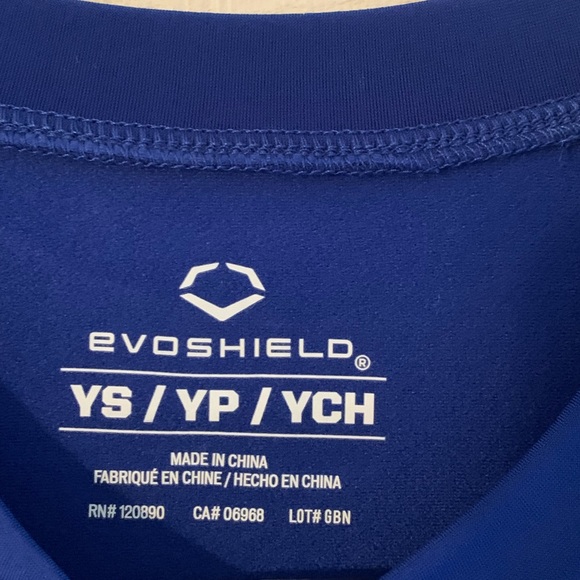 evoshield®
YS / YP / YCH
MADE IN CHINA
FABRIQUÉ EN CHINE / HECHO EN CHINA
RN# 120890 CA# 06968 LOT# GBN